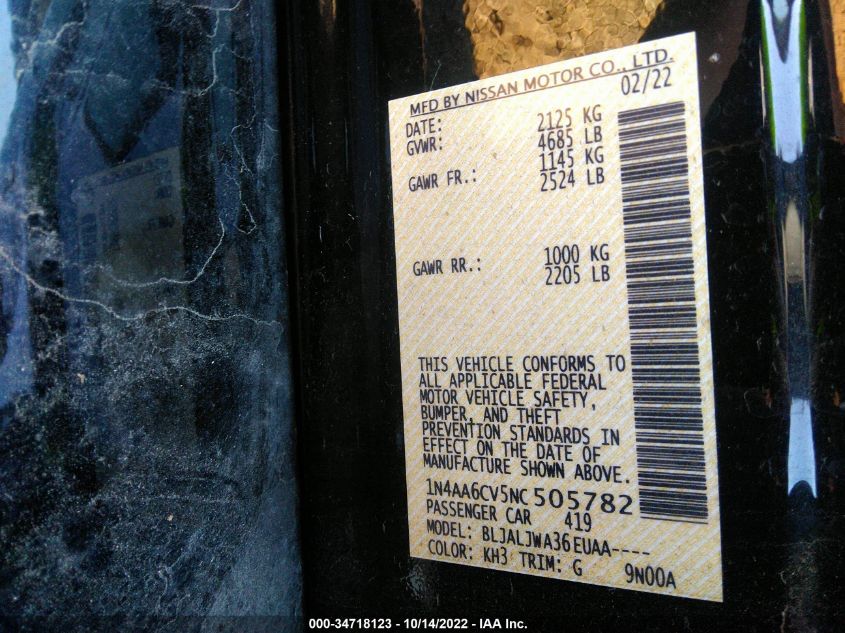 MFD BY NISSAN MOTOR CO., LTD.
DATE: 02/22
GVWR: 2125 KG
4685 LB
GAWR FR.: 1145 KG
2524 LB
GAWR RR.: 1000 KG
2205 LB
THIS VEHICLE CONFORMS TO
ALL APPLICABLE FEDERAL
MOTOR VEHICLE SAFETY,
BUMPER, AND THEFT
PREVENTION STANDARDS IN
EFFECT ON THE DATE OF
MANUFACTURE SHOWN ABOVE.
1N4AA6CV5NC505782
PASSENGER CAR 419
MODEL: BLJALJWA36EUAA----
COLOR: KH3 TRIM: G 9N00A
000-34718123 - 10/14/2022 - IAA Inc.